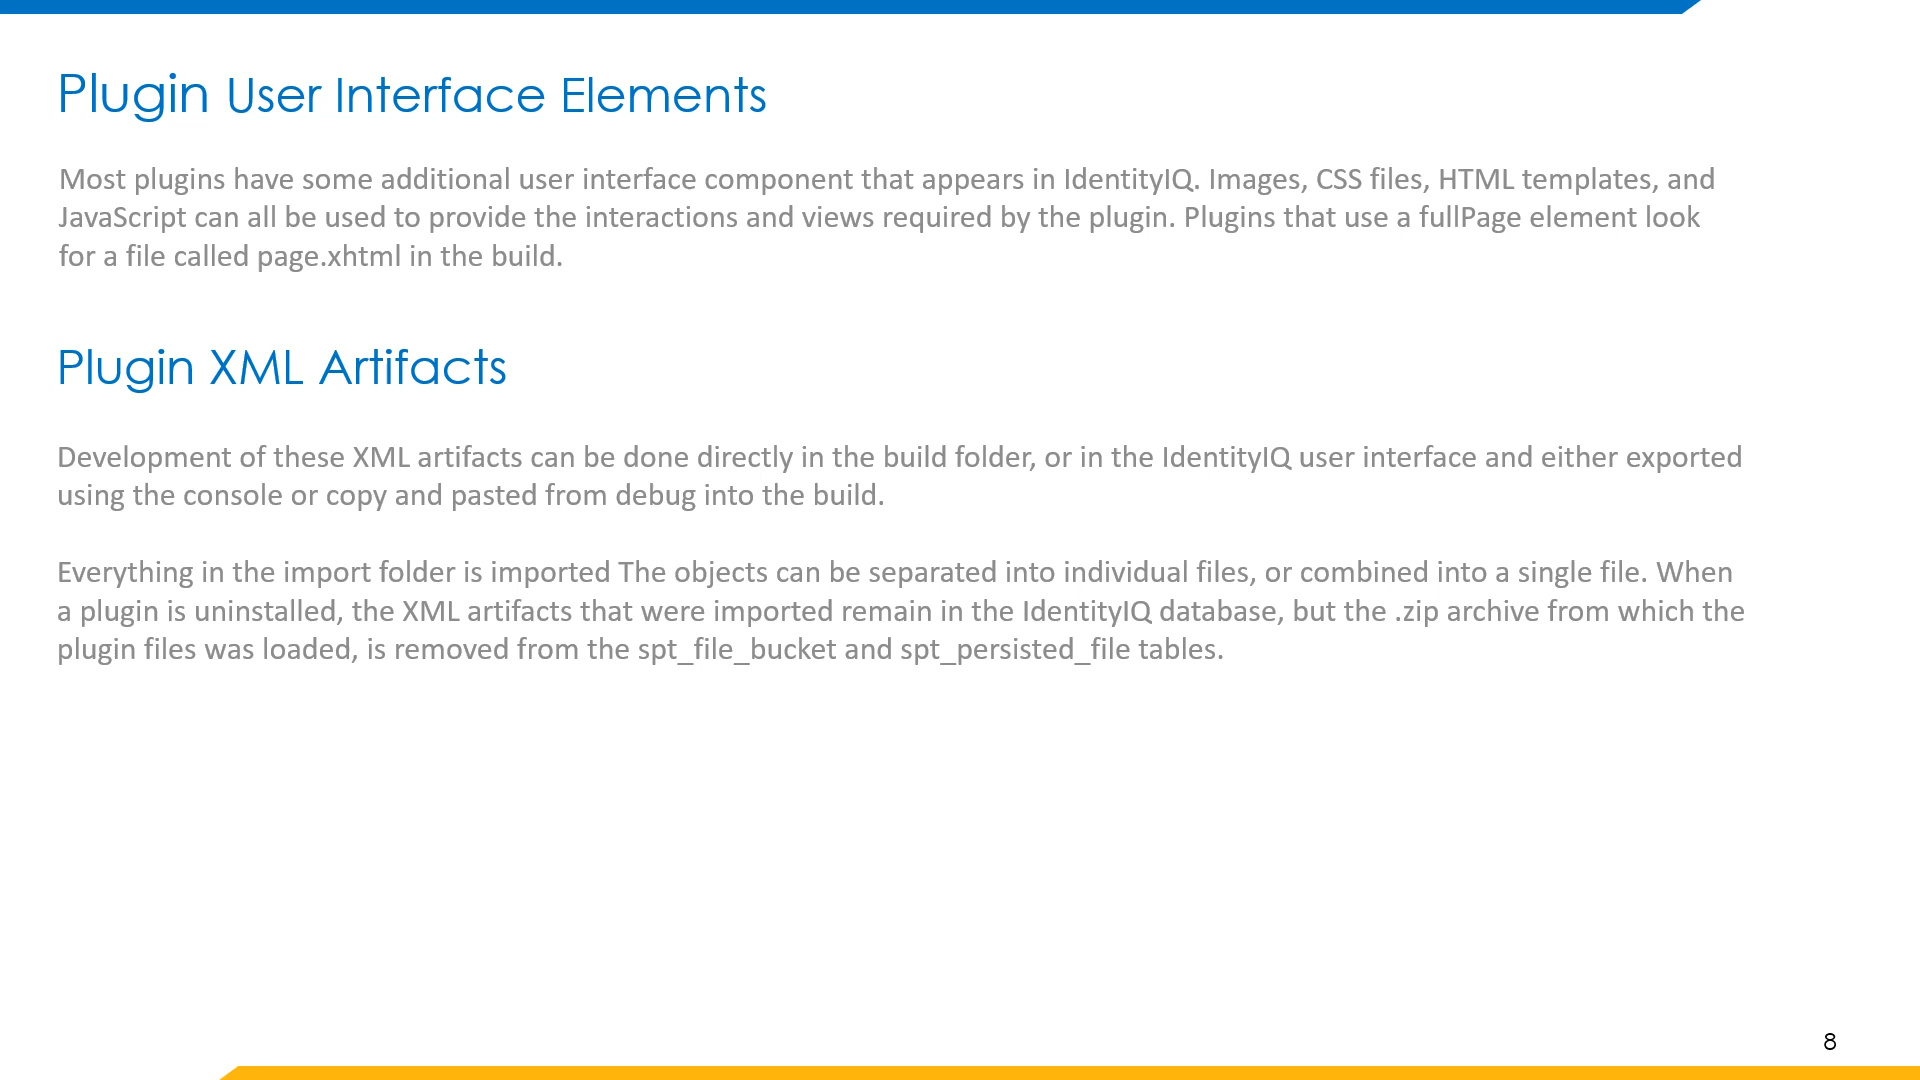 Plugin User Interface Elements
Most plugins have some additional user interface component that appears in IdentityIQ. Images, CSS files, HTML templates, and
JavaScript can all be used to provide the interactions and views required by the plugin. Plugins that use a fullPage element look
for a file called page.xhtml in the build.
Plugin XML Artifacts
Development of these XML artifacts can be done directly in the build folder, or in the IdentityIQ user interface and either exported
using the console or copy and pasted from debug into the build.
Everything in the import folder is imported The objects can be separated into individual files, or combined into a single file. When
a plugin is uninstalled, the XML artifacts that were imported remain in the IdentityIQ database, but the .zip archive from which the
plugin files was loaded, is removed from the spt_file_bucket and spt_persisted_file tables.
8